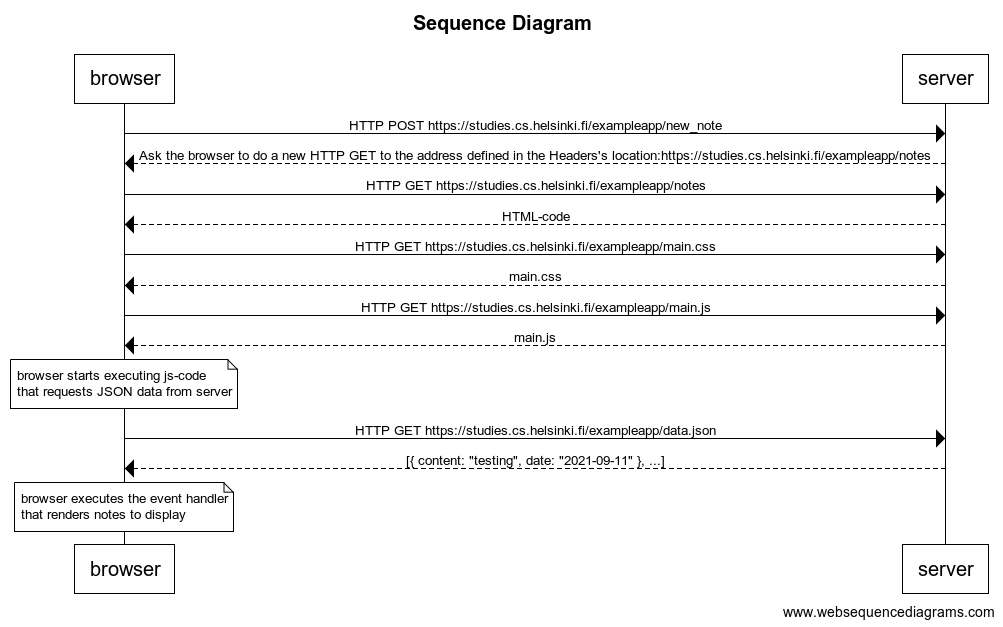 Sequence Diagram
browser
server
HTTP POST https://studies.cs.helsinki.fi/exampleapp/new_note
Ask the browser to do a new HTTP GET to the address defined in the Headers's location:https://studies.cs.helsinki.fi/exampleapp/notes
HTTP GET https://studies.cs.helsinki.fi/exampleapp/notes
HTML-code
HTTP GET https://studies.cs.helsinki.fi/exampleapp/main.css
main.css
HTTP GET https://studies.cs.helsinki.fi/exampleapp/main.js
main.js
browser starts executing js-code
that requests JSON data from server
HTTP GET https://studies.cs.helsinki.fi/exampleapp/data.json
[{ content: "testing", date: "2021-09-11" }, ...]
browser executes the event handler
that renders notes to display
browser
server
www.websequencediagrams.com